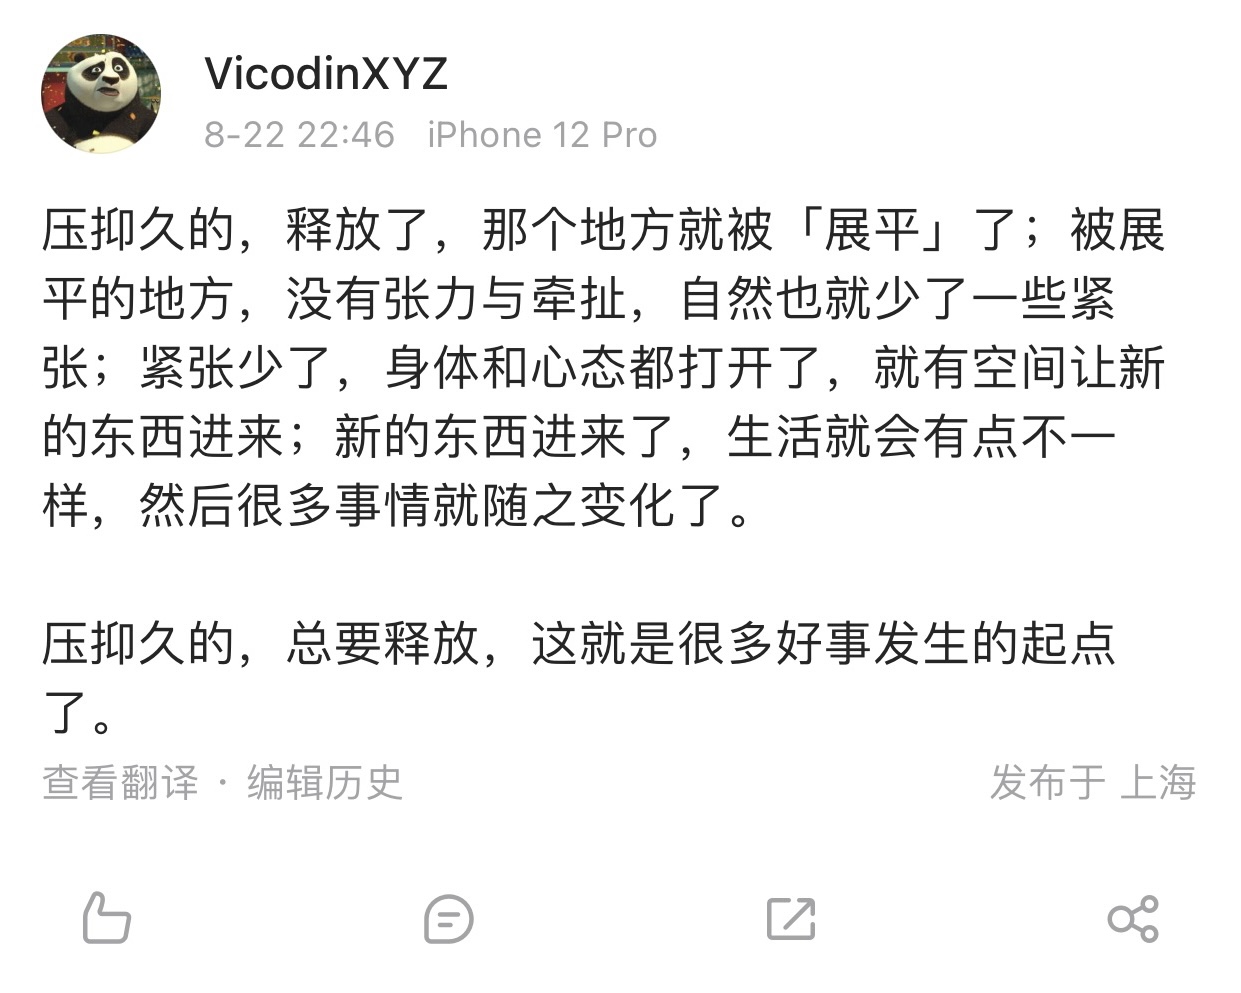 VicodinXYZ
8-22 22:46 iPhone 12 Pro
压抑久的，释放了，那个地方就被「展平」了；被展
平的地方，没有张力与牵扯，自然也就少了一些紧
张；紧张少了，身体和心态都打开了，就有空间让新
的东西进来；新的东西进来了，生活就会有点不一
样，然后很多事情就随之变化了。
压抑久的，总要释放，这就是很多好事发生的起点
了。
查看翻译 · 编辑历史 发布于 上海